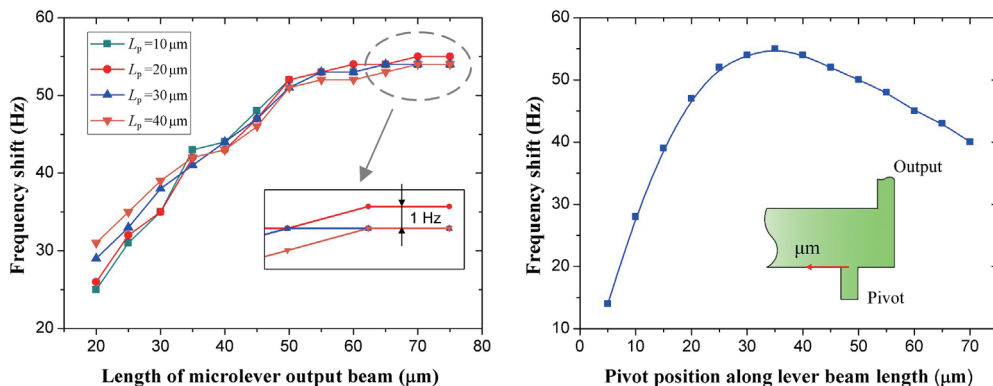 60
50
40
30
20
Frequency shift (Hz)
Lp =10 μm
Lp =20 μm
Lp =30 μm
Lp =40 μm
1 Hz
20 30 40 50 60 70 80
Length of microlever output beam (μm)
60
50
40
30
20
10
Frequency shift (Hz)
Output
μm
Pivot
0 10 20 30 40 50 60 70
Pivot position along lever beam length (μm)